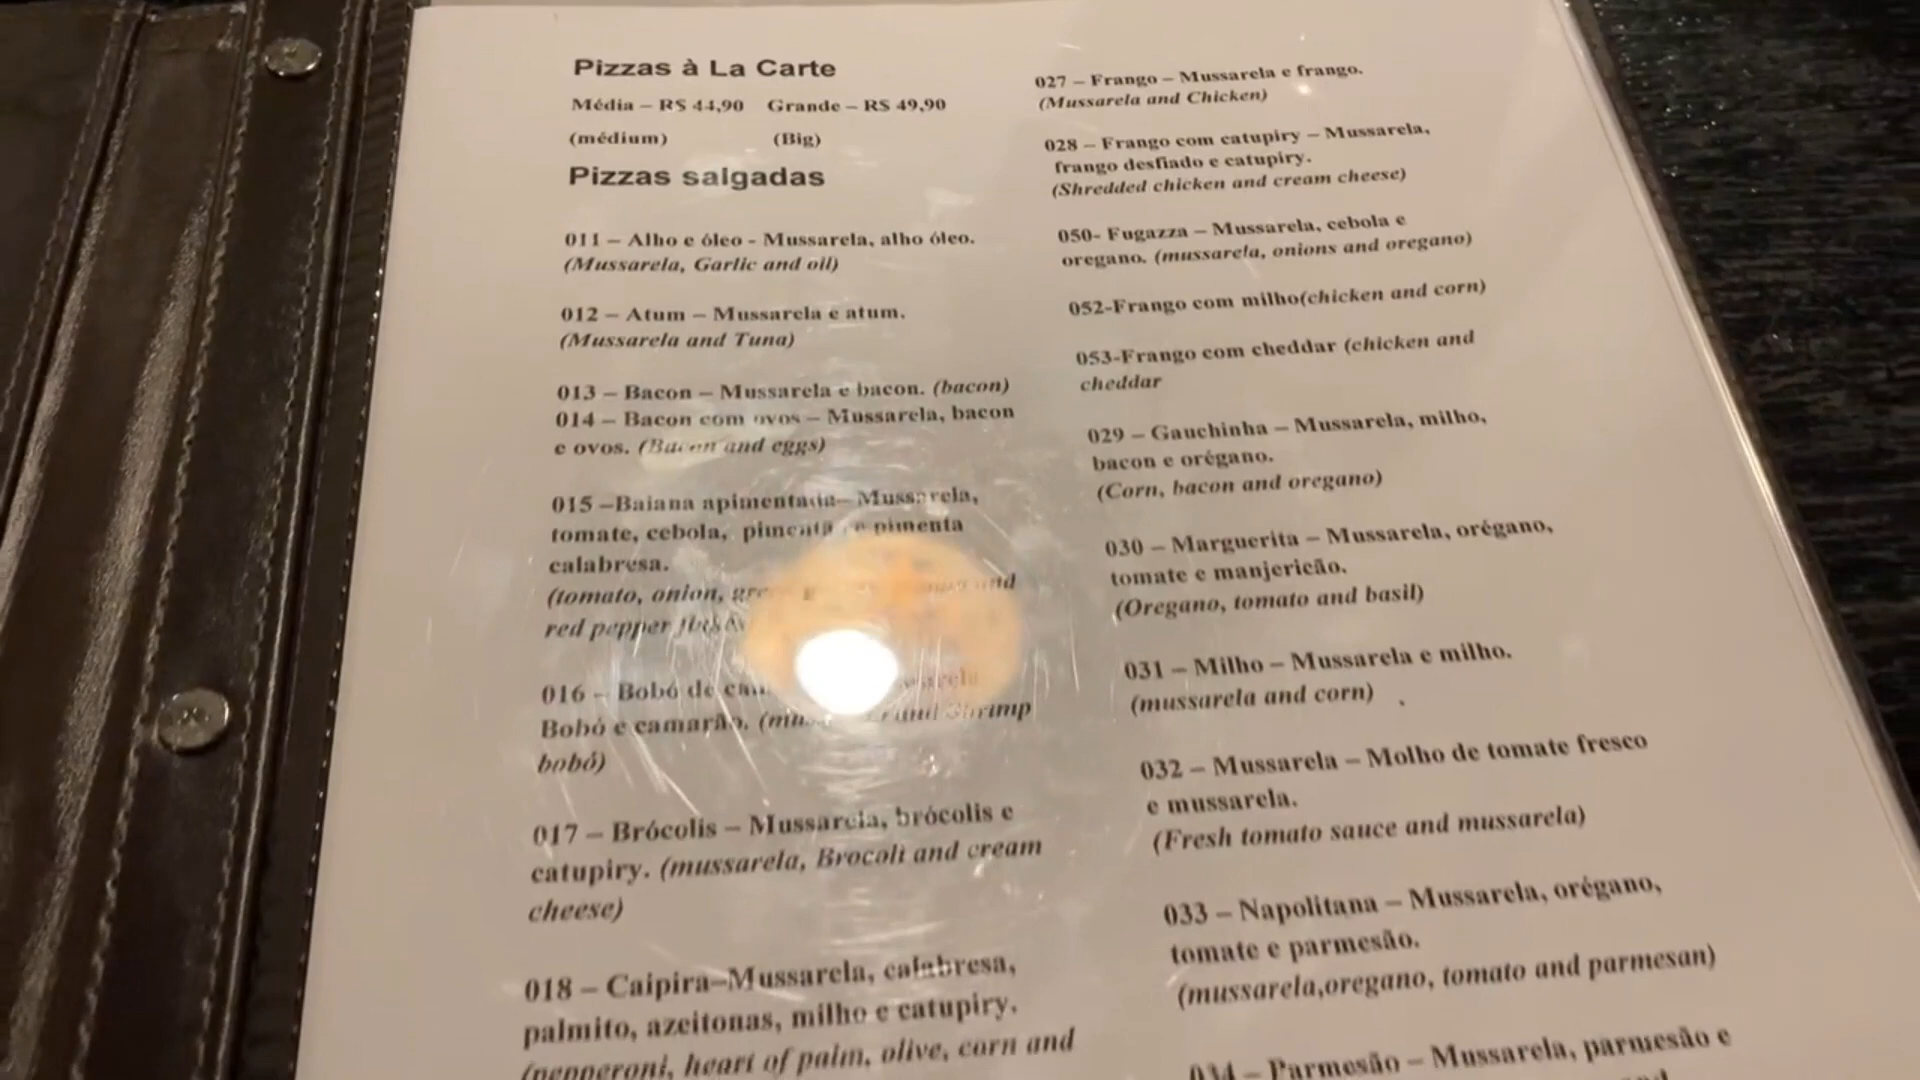 Pizzas à La Carte
Média – R$ 44,90 Grande – R$ 49,90
(médium) (Big)
Pizzas salgadas
011 – Alho e óleo - Mussarela, alho óleo.
(Mussarela, Garlic and oil)
012 – Atum – Mussarela e atum.
(Mussarela and Tuna)
013 – Bacon – Mussarela e bacon. (bacon)
014 – Bacon com ovos – Mussarela, bacon
e ovos. (Bacon and eggs)
015 –Baiana apimentada– Mussarela,
tomate, cebola, pimenta e pimenta
calabresa.
(tomato, onion, and
red pepper
016 – Bobó de
Bobó e camarão. and Shrimp
bobó)
017 – Brócolis – Mussarela, brócolis e
catupiry. (mussarela, Brocoli and cream
cheese)
018 – Caipira–Mussarela, calabresa,
palmito, azeitonas, milho e catupiry.
(pepperoni, heart of palm, olive, corn and
027 – Frango – Mussarela e frango.
(Mussarela and Chicken)
028 – Frango com catupiry – Mussarela,
frango desfiado e catupiry.
(Shredded chicken and cream cheese)
050- Fugazza – Mussarela, cebola e
oregano. (mussarela, onions and oregano)
052-Frango com milho(chicken and corn)
053-Frango com cheddar (chicken and
cheddar
029 – Gauchinha – Mussarela, milho,
bacon e orégano.
(Corn, bacon and oregano)
030 – Marguerita – Mussarela, orégano,
tomate e manjericão.
(Oregano, tomato and basil)
031 – Milho – Mussarela e milho.
(mussarela and corn)
032 – Mussarela – Molho de tomate fresco
e mussarela.
(Fresh tomato sauce and mussarela)
033 – Napolitana – Mussarela, orégano,
tomate e parmesão.
(mussarela,oregano, tomato and parmesan)
034 – Parmesão – Mussarela, parmesão e